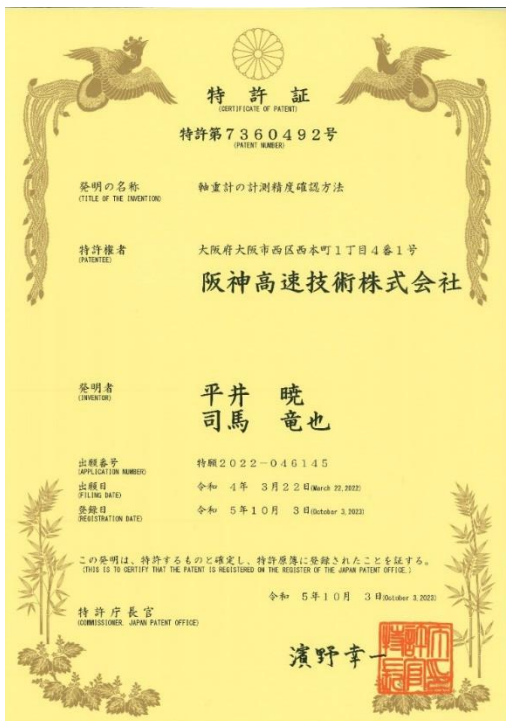 特許証
(CERTIFICATE OF PATENT)
特許第7360492号
(PATENT NUMBER)
発明の名称 軸重計の計測精度確認方法
(TITLE OF THE INVENTION)
特許権者 大阪府大阪市西区西本町1丁目4番1号
(PATENTEE)
阪神高速技術株式会社
発明者 平井 暁
(INVENTOR)
司馬 竜也
出願番号 特願2022-046145
(APPLICATION NUMBER)
出願日 令和 4年 3月22日(March 22,2022)
(FILING DATE)
登録日 令和 5年10月 3日(October 3,2023)
(REGISTRATION DATE)
この発明は、特許するものと確定し、特許原簿に登録されたことを証する。
(THIS IS TO CERTIFY THAT THE PATENT IS REGISTERED ON THE REGISTER OF THE JAPAN PATENT OFFICE.)
令和 5年10月 3日(October 3,2023)
特許庁長官
(COMMISSIONER, JAPAN PATENT OFFICE)
濱野幸一